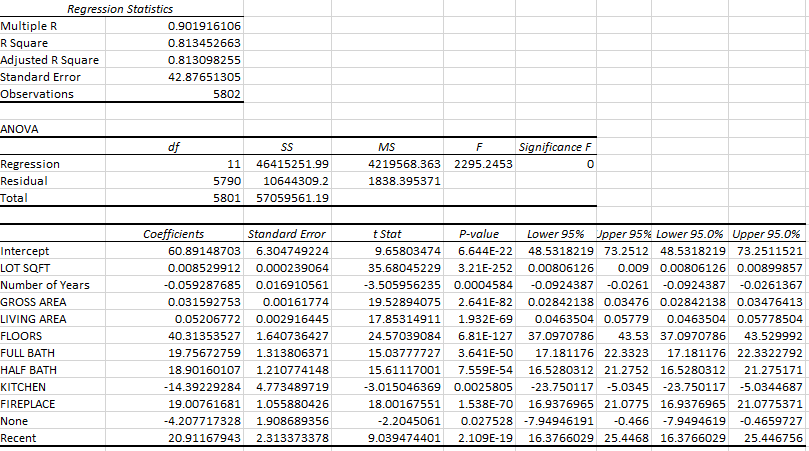 Regression Statistics
Multiple R 0.901916106
R Square 0.813452663
Adjusted R Square 0.813098255
Standard Error 42.87651305
Observations 5802
ANOVA
df SS MS F Significance F
Regression 11 46415251.99 4219568.363 2295.2453 0
Residual 5790 10644309.2 1838.395371
Total 5801 57059561.19
Coefficients Standard Error t Stat P-value Lower 95% Upper 95% Lower 95.0% Upper 95.0%
Intercept 60.89148703 6.304749224 9.65803474 6.644E-22 48.5318219 73.2512 48.5318219 73.2511521
LOT SQFT 0.008529912 0.000239064 35.68045229 3.21E-252 0.00806126 0.009 0.00806126 0.00899857
Number of Years -0.059287685 0.016910561 -3.505956235 0.0004584 -0.0924387 -0.0261 -0.0924387 -0.0261367
GROSS AREA 0.031592753 0.00161774 19.52894075 2.641E-82 0.02842138 0.03476 0.02842138 0.03476413
LIVING AREA 0.05206772 0.002916445 17.85314911 1.932E-69 0.0463504 0.05779 0.0463504 0.05778504
FLOORS 40.31353527 1.640736427 24.57039084 6.81E-127 37.0970786 43.53 37.0970786 43.529992
FULL BATH 19.75672759 1.313806371 15.03777727 3.641E-50 17.181176 22.3323 17.181176 22.3322792
HALF BATH 18.90160107 1.210774148 15.61117001 7.559E-54 16.5280312 21.2752 16.5280312 21.275171
KITCHEN -14.39229284 4.773489719 -3.015046369 0.0025805 -23.750117 -5.0345 -23.750117 -5.0344687
FIREPLACE 19.00761681 1.055880426 18.00167551 1.538E-70 16.9376965 21.0775 16.9376965 21.0775371
None -4.207717328 1.908689356 -2.2045061 0.027528 -7.94946191 -0.466 -7.9494619 -0.4659727
Recent 20.91167943 2.313373378 9.039474401 2.109E-19 16.3766029 25.4468 16.3766029 25.446756